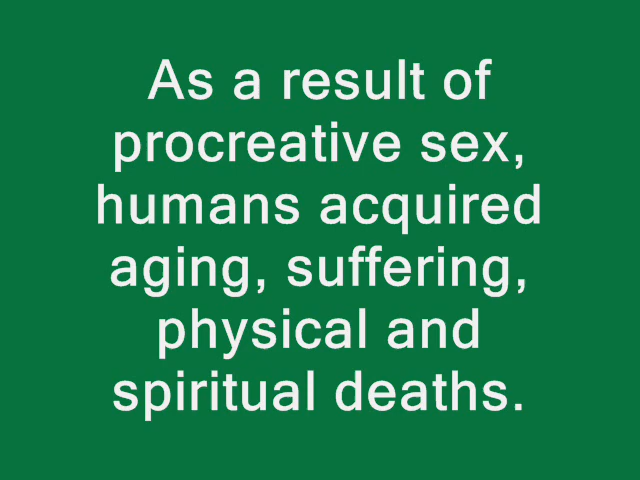 As a result of
procreative sex,
humans acquired
aging, suffering,
physical and
spiritual deaths.